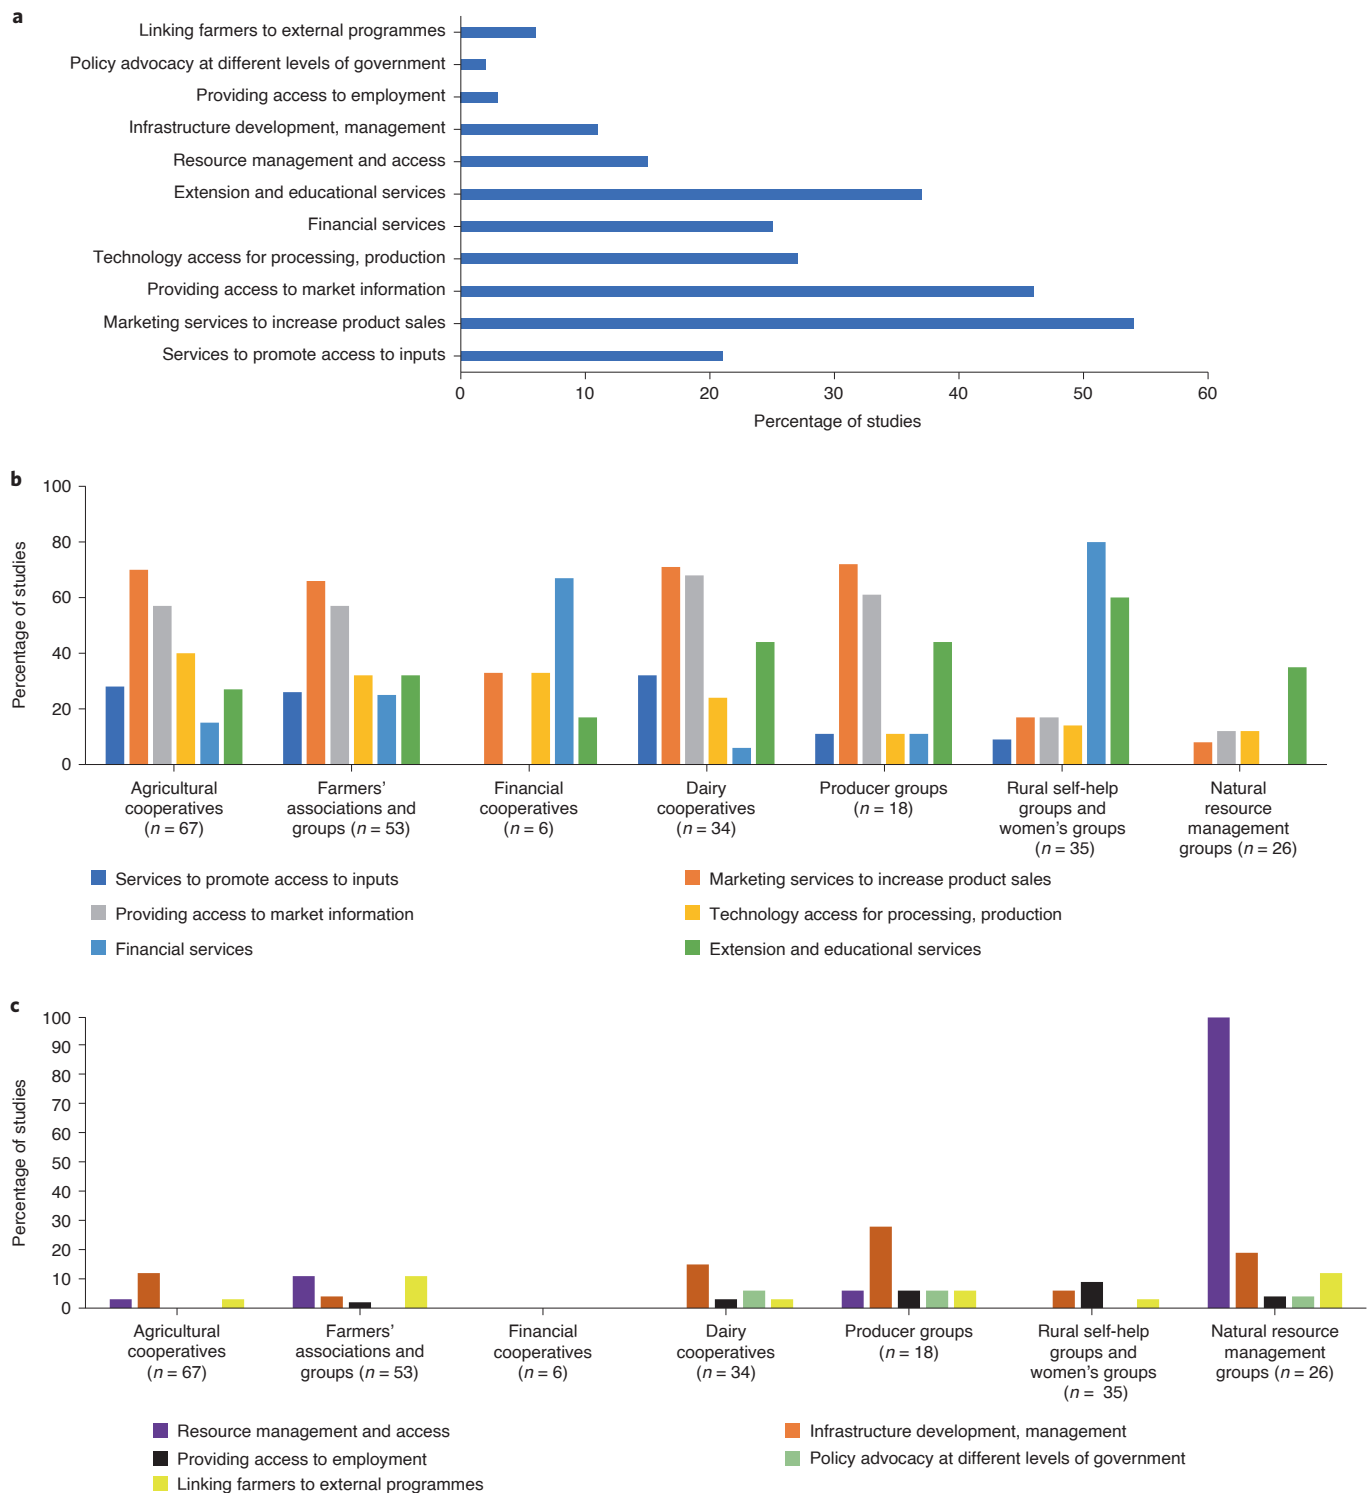 a
Linking farmers to external programmes
Policy advocacy at different levels of government
Providing access to employment
Infrastructure development, management
Resource management and access
Extension and educational services
Financial services
Technology access for processing, production
Providing access to market information
Marketing services to increase product sales
Services to promote access to inputs
0 10 20 30 40 50 60
Percentage of studies
b
Percentage of studies
100
80
60
40
20
0
Agricultural
cooperatives
(n = 67)
Farmers'
associations and
groups (n = 53)
Financial
cooperatives
(n = 6)
Dairy
cooperatives
(n = 34)
Producer groups
(n = 18)
Rural self-help
groups and
women's groups
(n = 35)
Natural
resource
management
groups (n = 26)
Services to promote access to inputs
Marketing services to increase product sales
Providing access to market information
Technology access for processing, production
Financial services
Extension and educational services
c
Percentage of studies
100
90
80
70
60
50
40
30
20
10
0
Agricultural
cooperatives
(n = 67)
Farmers'
associations and
groups (n = 53)
Financial
cooperatives
(n = 6)
Dairy
cooperatives
(n = 34)
Producer groups
(n = 18)
Rural self-help
groups and
women's groups
(n = 35)
Natural resource
management
groups (n = 26)
Resource management and access
Infrastructure development, management
Providing access to employment
Policy advocacy at different levels of government
Linking farmers to external programmes